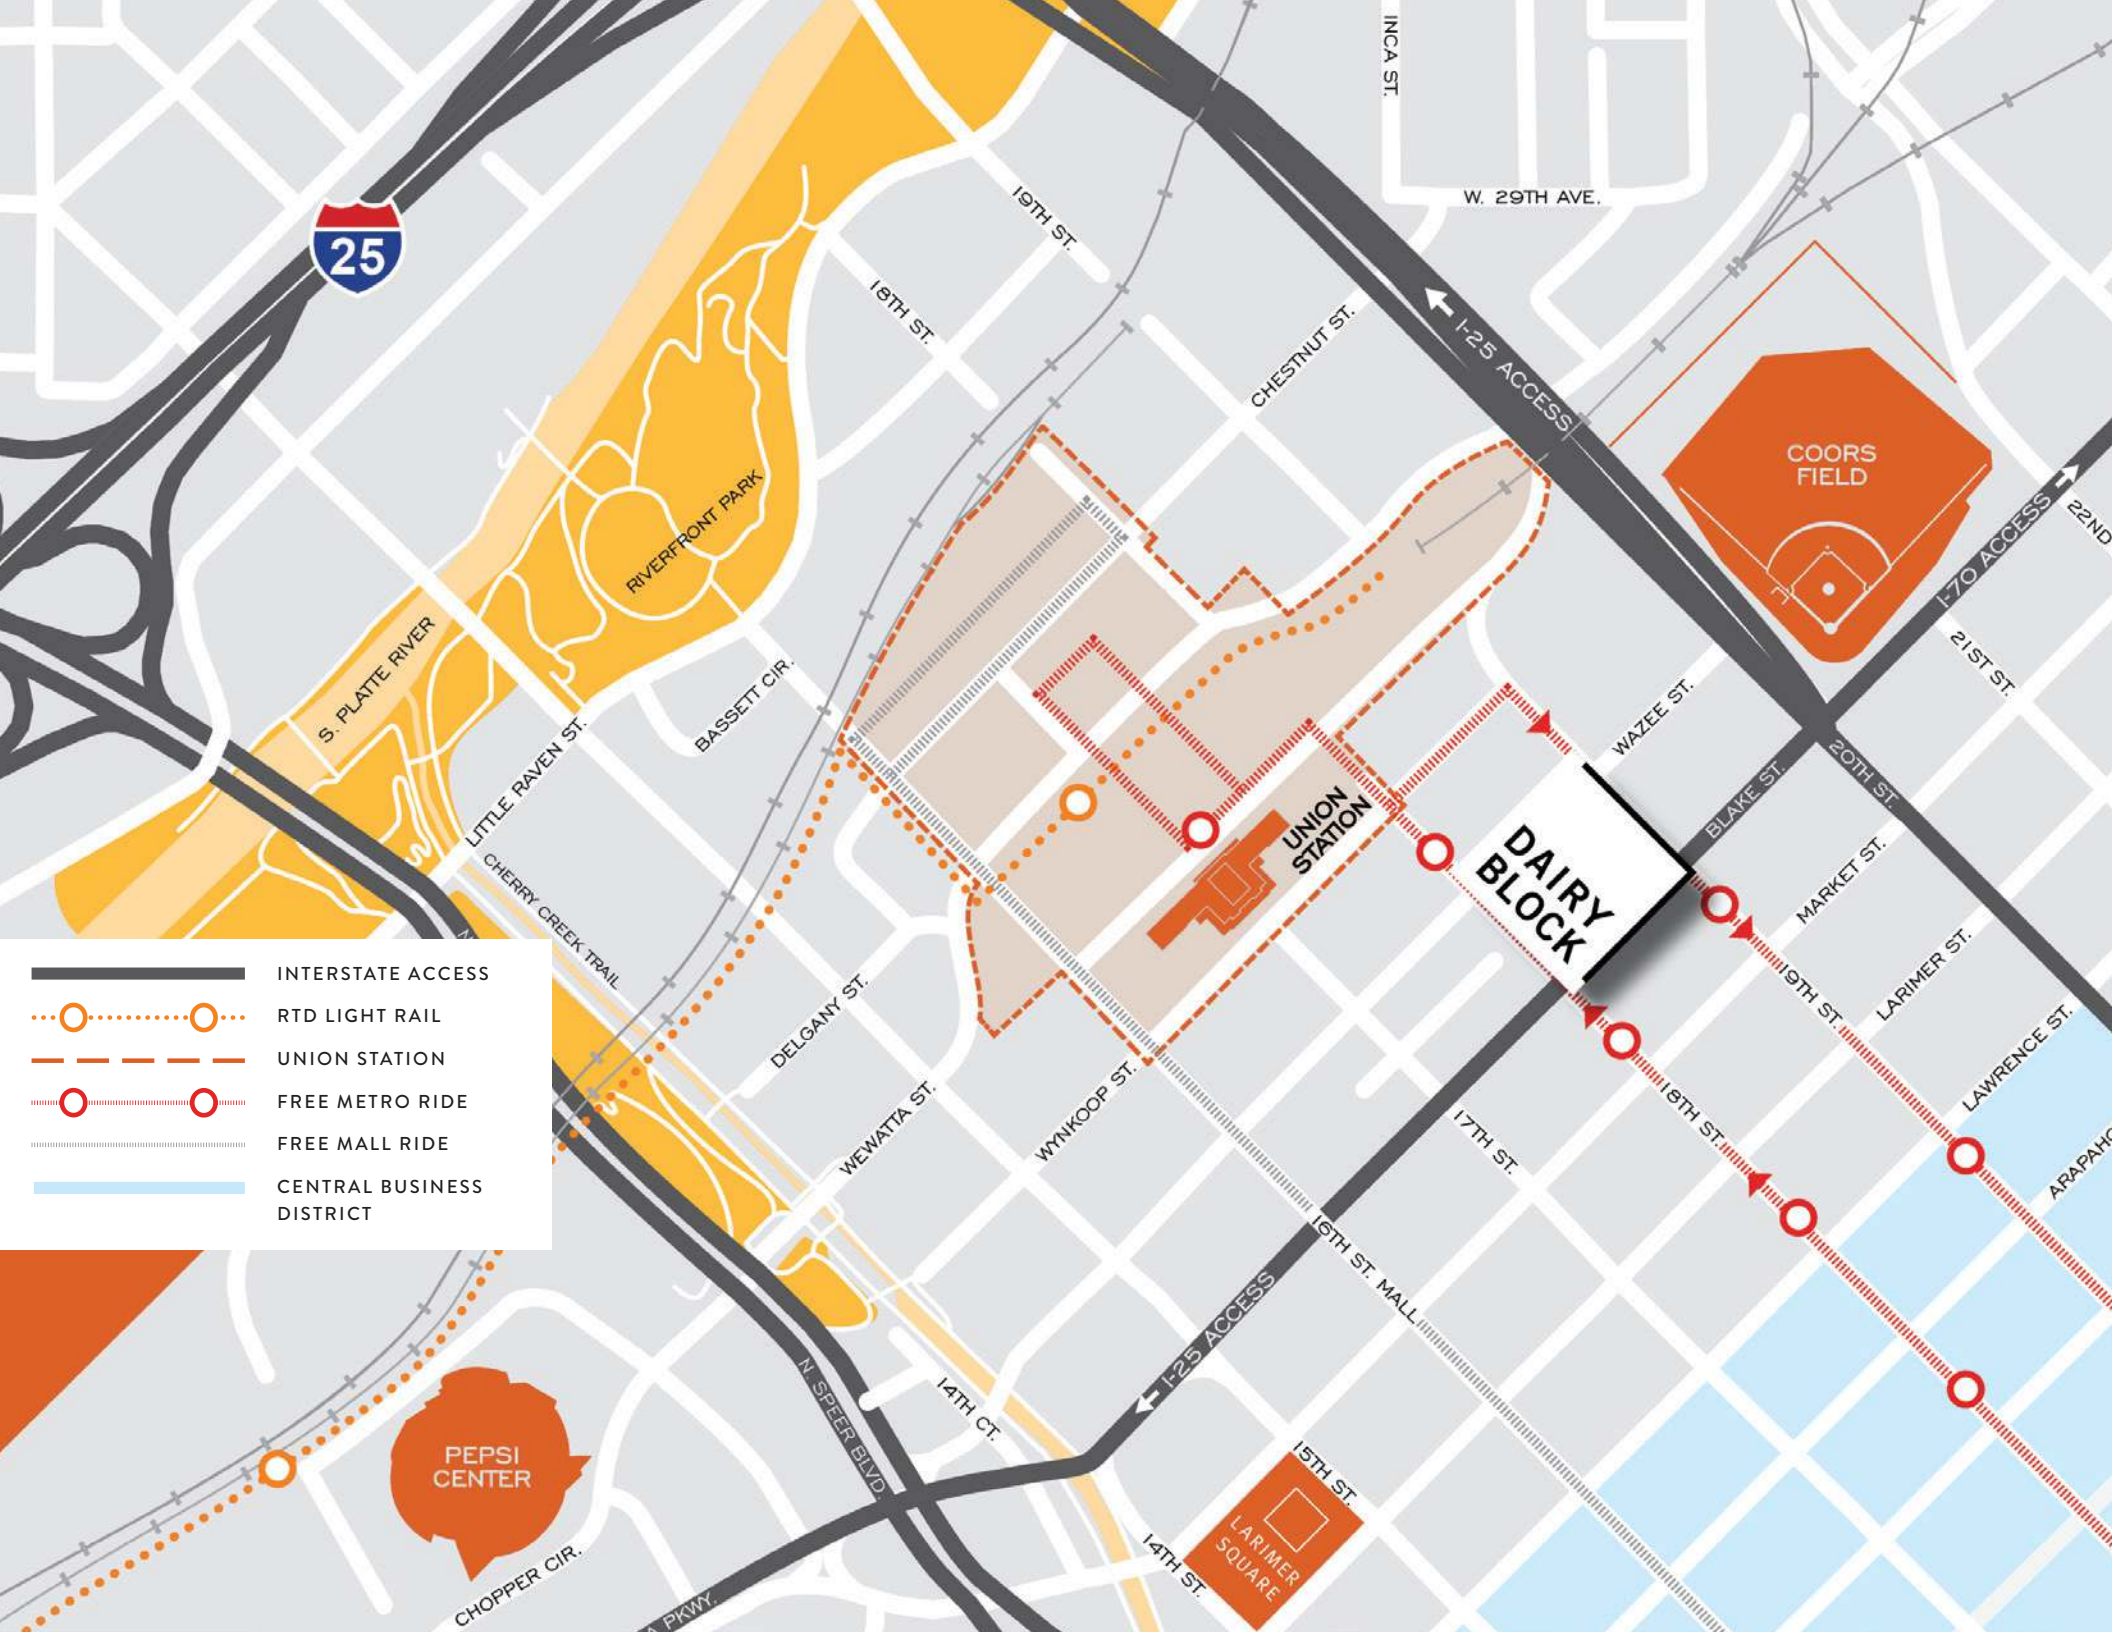 INCA ST.
W. 29TH AVE.
19TH ST.
25
18TH ST.
CHESTNUT ST.
I-25 ACCESS
COORS
FIELD
22ND
I-70 ACCESS
RIVERFRONT PARK
S. PLATTE RIVER
21ST ST.
BASSETT CIR.
WAZEE ST.
LITTLE RAVEN ST.
20TH ST.
BLAKE ST.
UNION
STATION
DAIRY
BLOCK
MARKET ST.
CHERRY CREEK TRAIL
LARIMER ST.
19TH ST.
DELGANY ST.
LAWRENCE ST.
INTERSTATE ACCESS
RTD LIGHT RAIL
UNION STATION
FREE METRO RIDE
FREE MALL RIDE
CENTRAL BUSINESS
DISTRICT
WEWATTA ST.
WYNKOOP ST.
17TH ST.
18TH ST.
16TH ST. MALL
I-25 ACCESS
N. SPEER BLVD.
14TH CT.
PEPSI
CENTER
15TH ST.
LARIMER
SQUARE
14TH ST.
CHOPPER CIR.
PKWY.